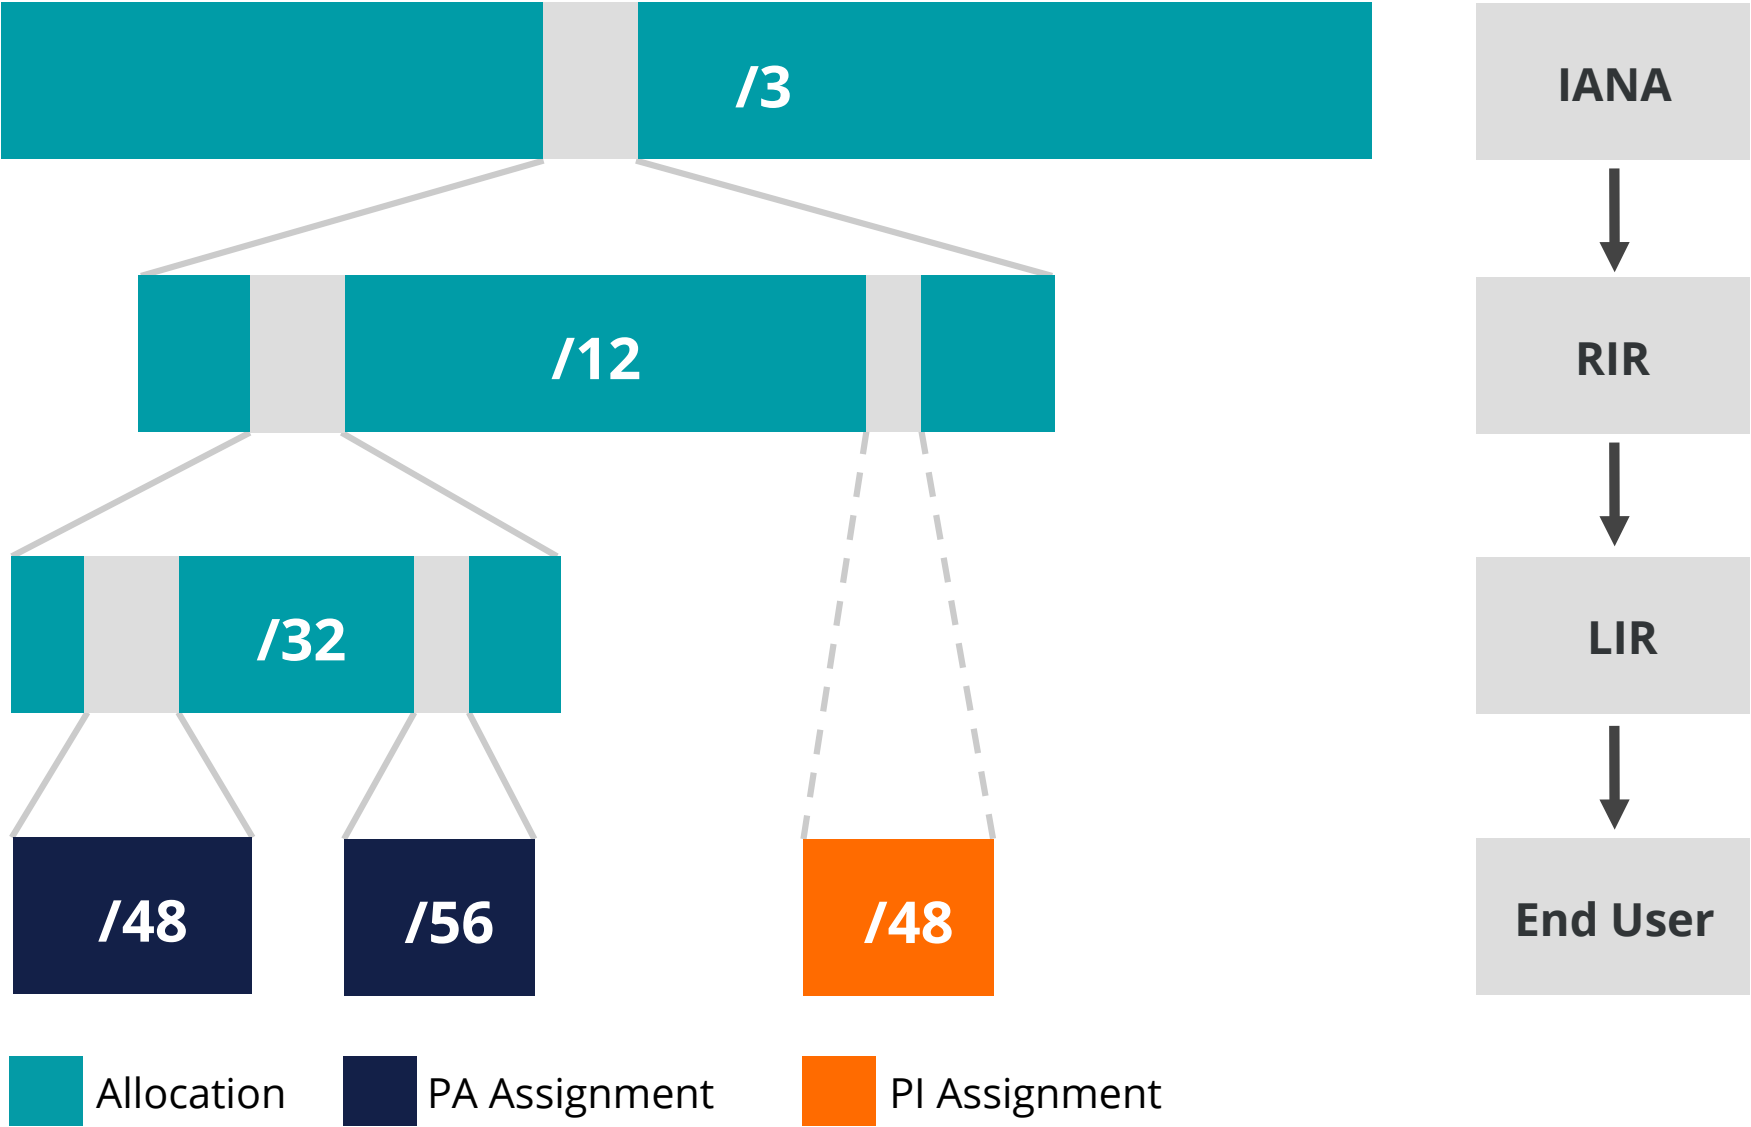 /3
IANA
/12
RIR
/32
LIR
/48
/56
/48
End User
Allocation
PA Assignment
PI Assignment